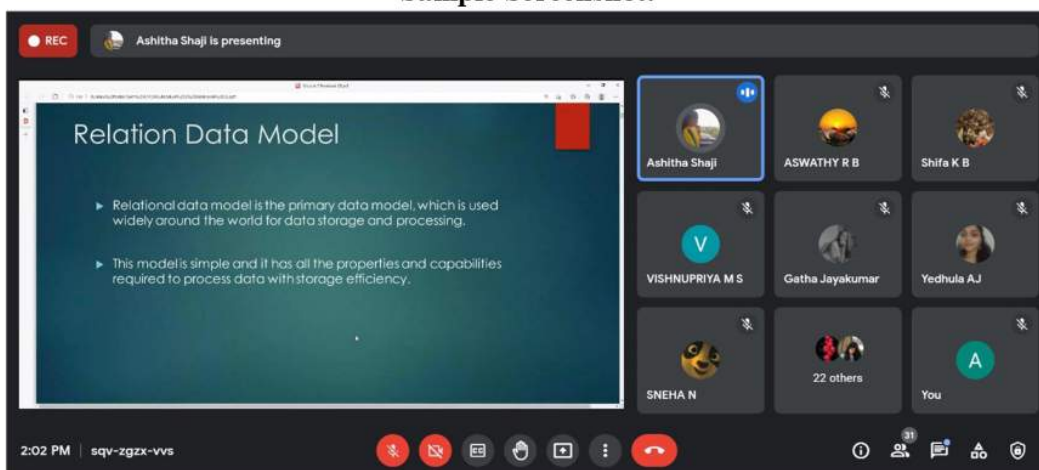 Sample Screenshot
REC
Ashitha Shaji is presenting
Relation Data Model
Relational data model is the primary data model, which is used
widely around the world for data storage and processing.
This model is simple and it has all the properties and capabilities
required to process data with storage efficiency.
Ashitha Shaji
ASWATHY R B
Shifa K B
V
VISHNUPRIYA M S
Gatha Jayakumar
Yedhula AJ
SNEHA N
22 others
A
You
2:02 PM | sqv-zgzx-vvs
CC
31